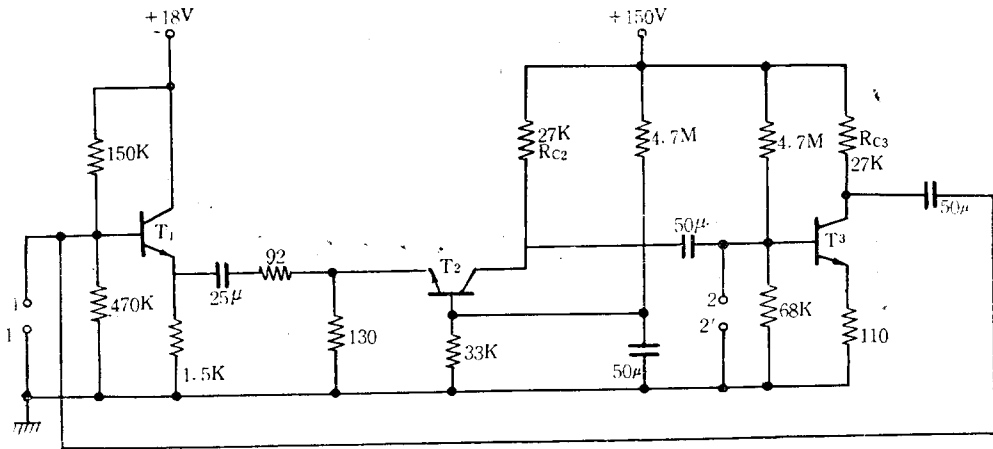 +18V
+150V
150K
27K
RC2
4.7M
4.7M
RC3
27K
50μ
T1
92
T2
50μ
T3
25μ
1
1
470K
130
33K
50μ
2
2'
68K
110
1.5K